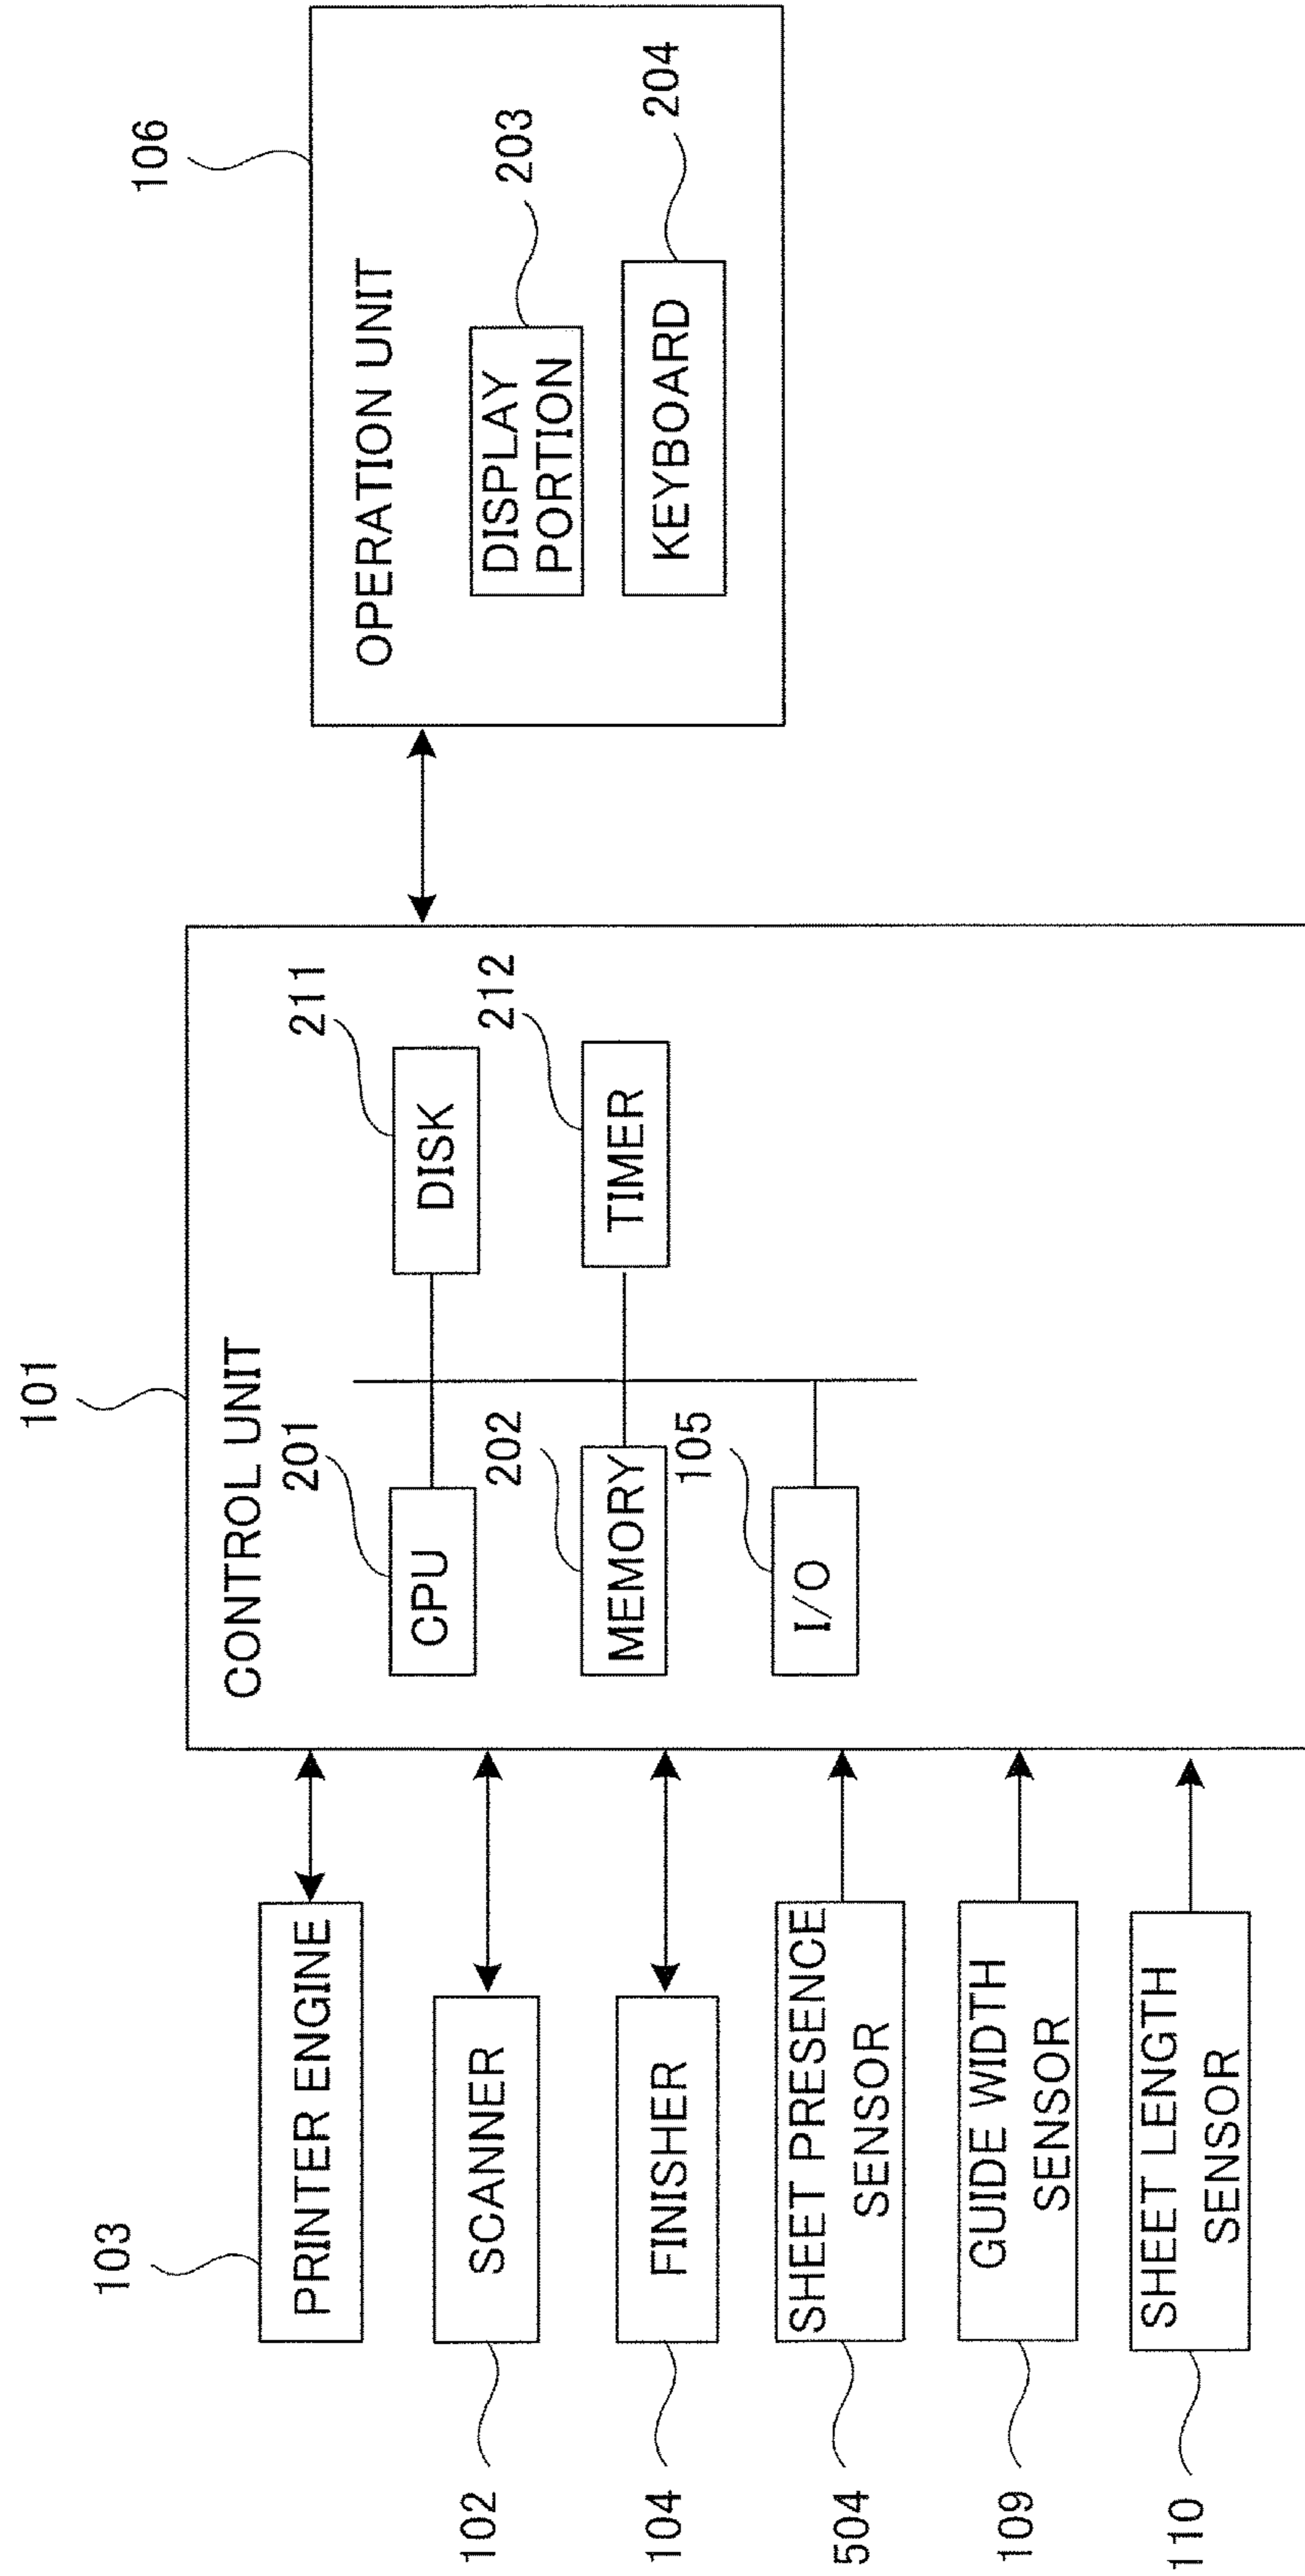 101
106
103
PRINTER ENGINE
102
SCANNER
104
FINISHER
504
SHEET PRESENCE
SENSOR
109
GUIDE WIDTH
SENSOR
110
SHEET LENGTH
SENSOR
CONTROL UNIT
201
CPU
211
DISK
202
MEMORY
212
TIMER
105
I/O
OPERATION UNIT
203
DISPLAY
PORTION
204
KEYBOARD